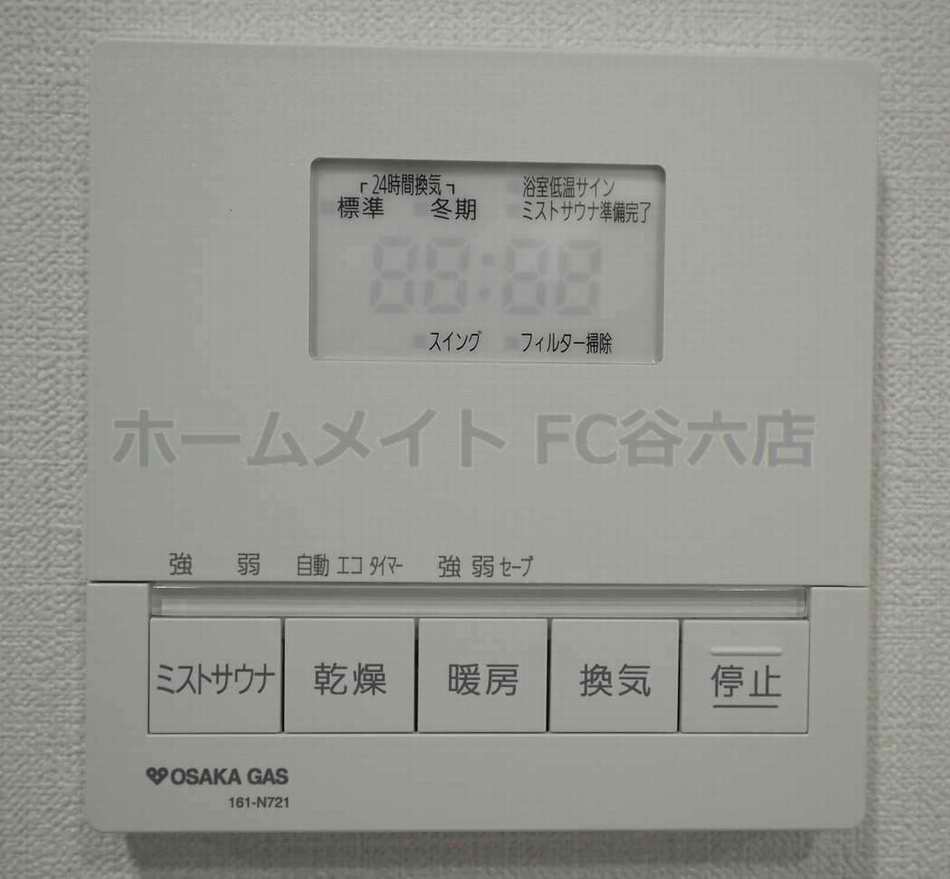 「24時間換気」
標準 冬期
浴室低温サイン
ミストサウナ準備完了
88:88
スイング フィルター掃除
ホームメイト FC谷六店
強 弱 自動 エコ タイマー 強 弱 セーブ
ミストサウナ 乾燥 暖房 換気 停止
OSAKA GAS
161-N721